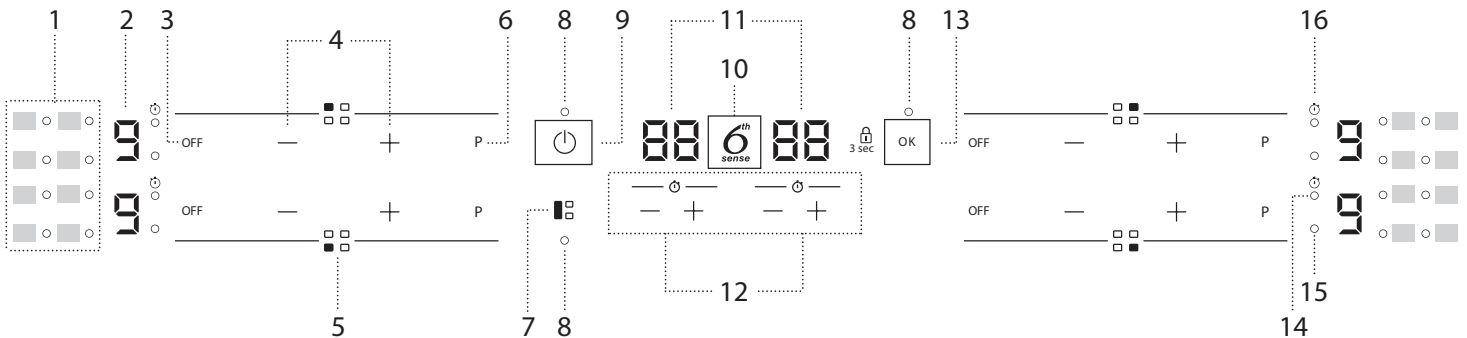 1 2 3 4 6 8 9 11 8 13 16
10
9 OFF P 88 6th sense 88 3 sec OK OFF P 9
9 OFF P OFF P 9
12
5 7 8 14 15